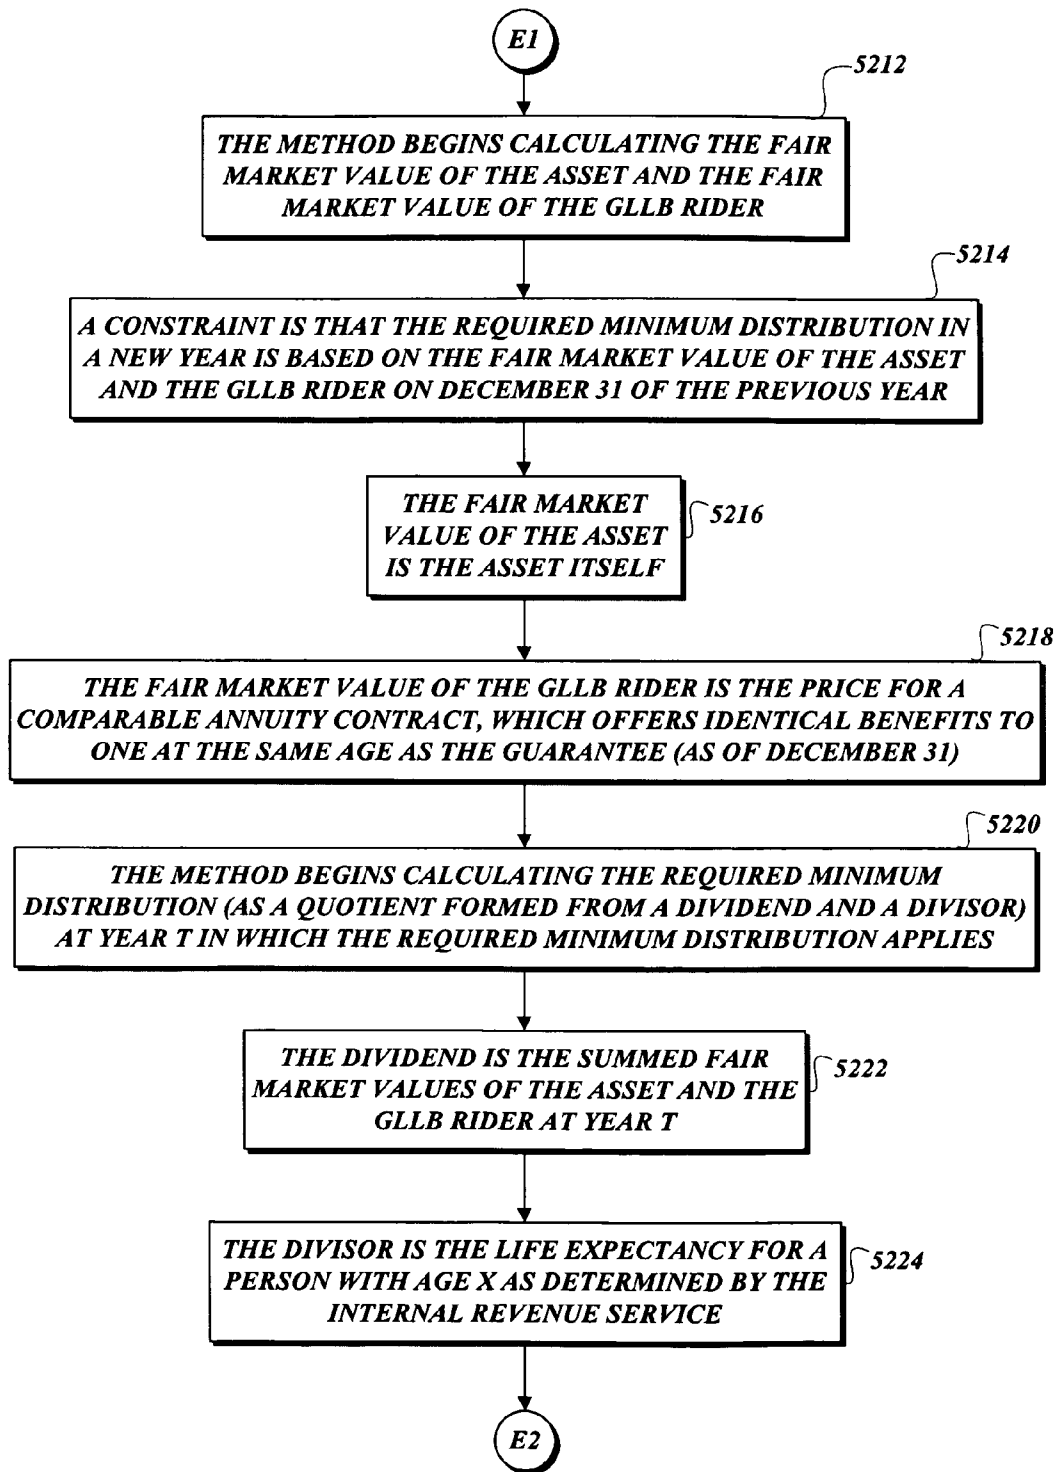 E1
5212
THE METHOD BEGINS CALCULATING THE FAIR
MARKET VALUE OF THE ASSET AND THE FAIR
MARKET VALUE OF THE GLLB RIDER
5214
A CONSTRAINT IS THAT THE REQUIRED MINIMUM DISTRIBUTION IN
A NEW YEAR IS BASED ON THE FAIR MARKET VALUE OF THE ASSET
AND THE GLLB RIDER ON DECEMBER 31 OF THE PREVIOUS YEAR
THE FAIR MARKET
VALUE OF THE ASSET
IS THE ASSET ITSELF
5216
5218
THE FAIR MARKET VALUE OF THE GLLB RIDER IS THE PRICE FOR A
COMPARABLE ANNUITY CONTRACT, WHICH OFFERS IDENTICAL BENEFITS TO
ONE AT THE SAME AGE AS THE GUARANTEE (AS OF DECEMBER 31)
5220
THE METHOD BEGINS CALCULATING THE REQUIRED MINIMUM
DISTRIBUTION (AS A QUOTIENT FORMED FROM A DIVIDEND AND A DIVISOR)
AT YEAR T IN WHICH THE REQUIRED MINIMUM DISTRIBUTION APPLIES
THE DIVIDEND IS THE SUMMED FAIR
MARKET VALUES OF THE ASSET AND THE
GLLB RIDER AT YEAR T
5222
THE DIVISOR IS THE LIFE EXPECTANCY FOR A
PERSON WITH AGE X AS DETERMINED BY THE
INTERNAL REVENUE SERVICE
5224
E2